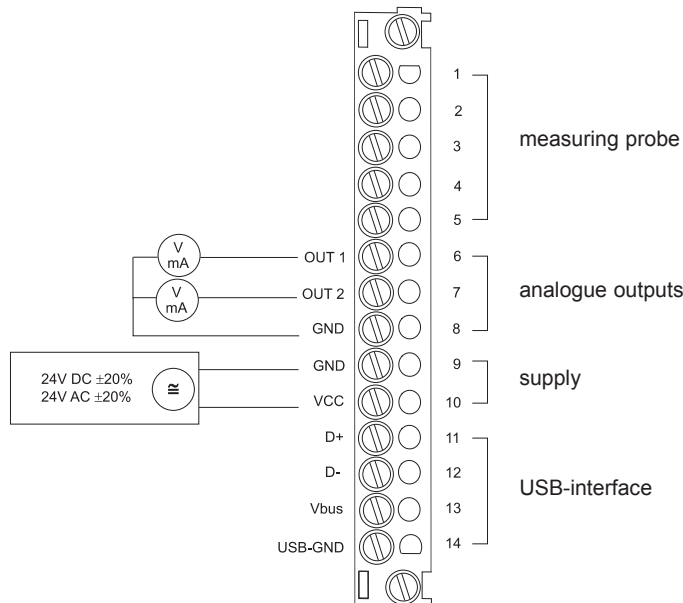 1
2
3
4
5
measuring probe
V
mA
OUT 1
6
V
mA
OUT 2
7
GND
8
analogue outputs
24V DC ±20%
24V AC ±20%
≅
GND
9
VCC
10
supply
D+
11
D-
12
Vbus
13
USB-GND
14
USB-interface